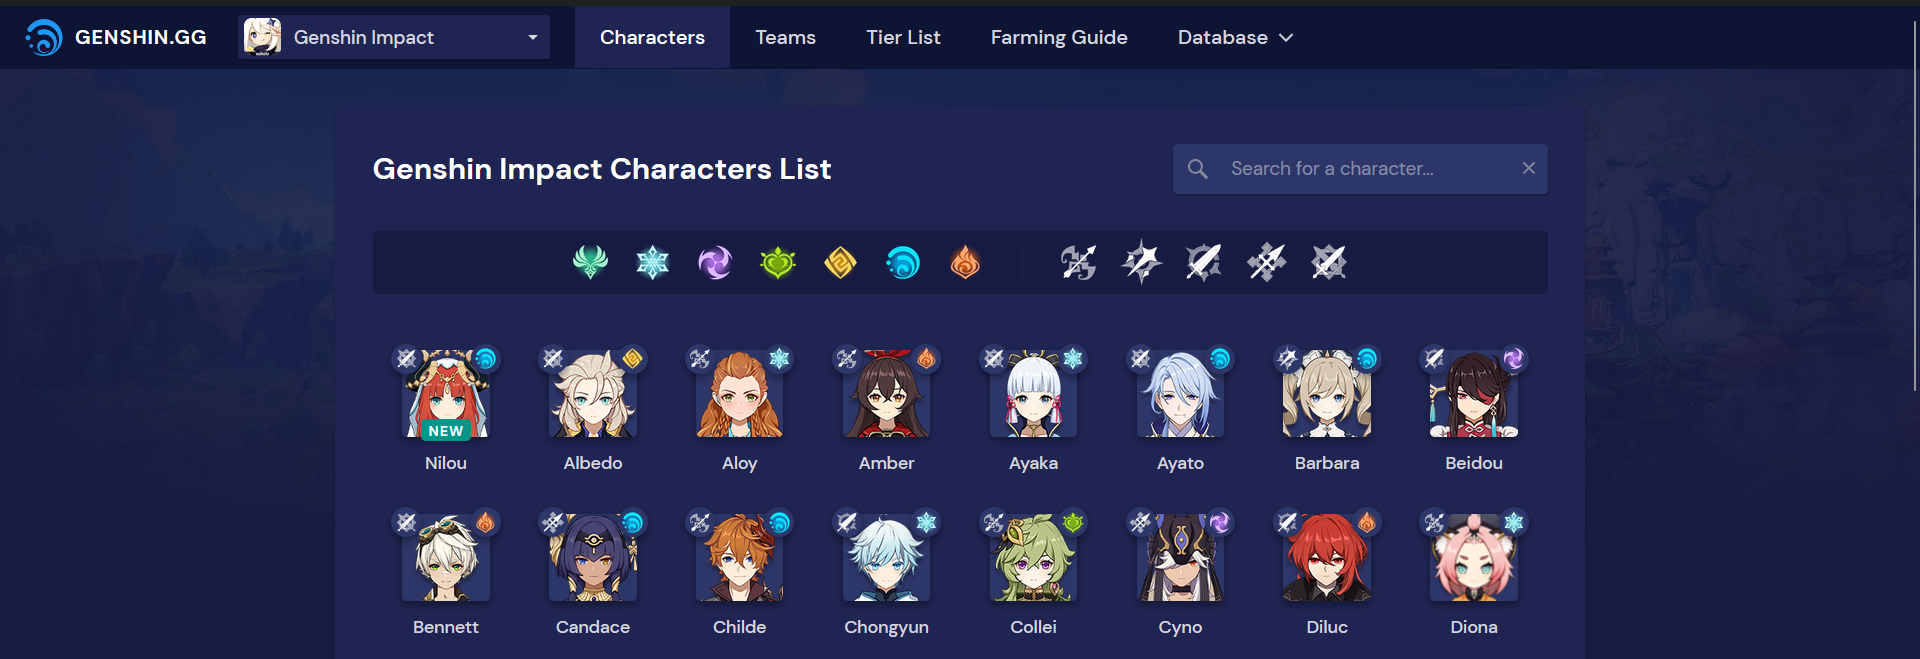 GENSHIN.GG
Genshin Impact
Characters
Teams
Tier List
Farming Guide
Database
Genshin Impact Characters List
Search for a character...
NEW
Nilou
Albedo
Aloy
Amber
Ayaka
Ayato
Barbara
Beidou
Bennett
Candace
Childe
Chongyun
Collei
Cyno
Diluc
Diona